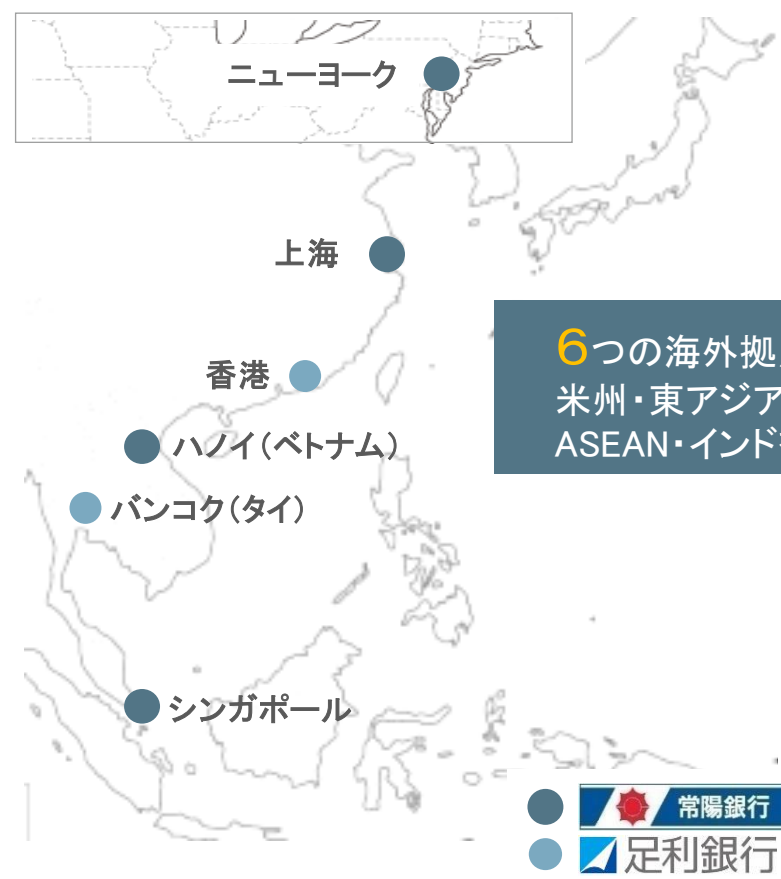 ニューヨーク
上海
香港
ハノイ(ベトナム)
バンコク(タイ)
シンガポール
6つの海外拠
米州・東アジア
ASEAN・インド
常陽銀行
足利銀行